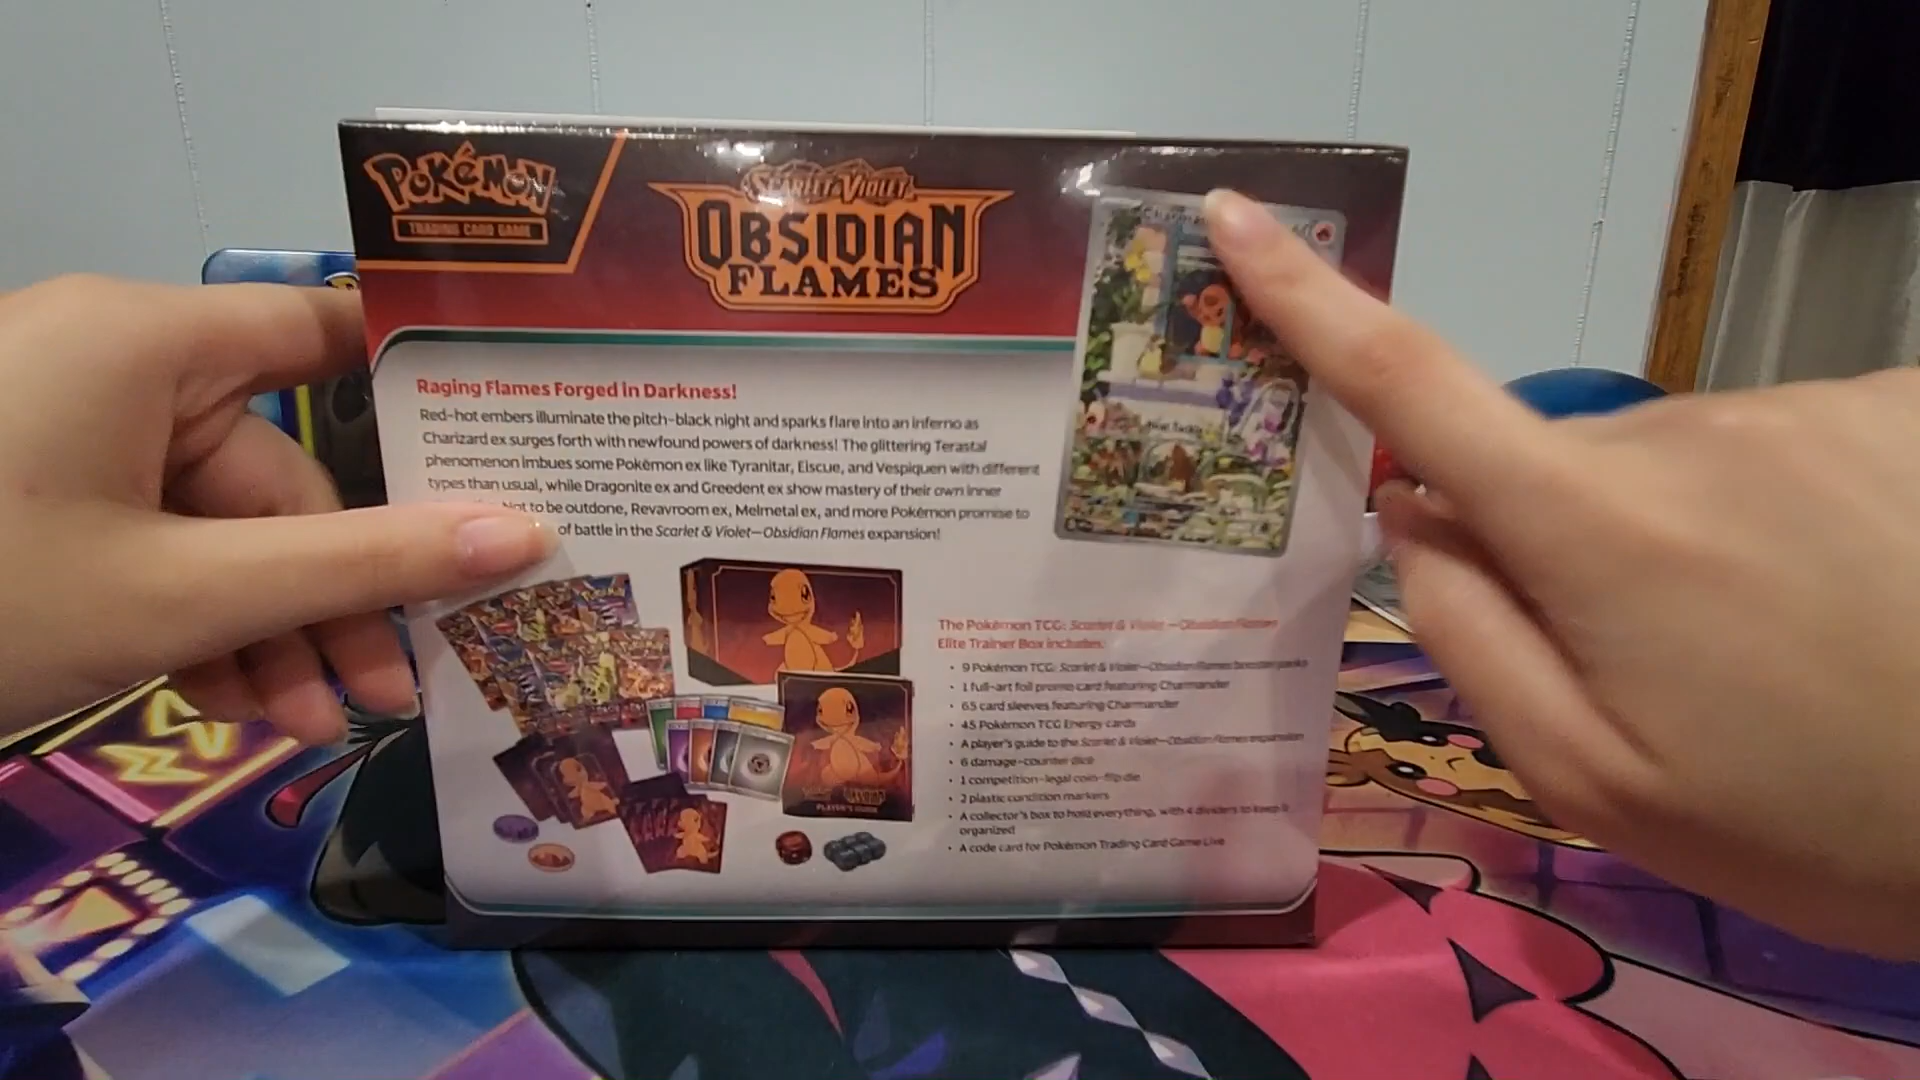 POKéMON
TRADING CARD GAME
SCARLET & VIOLET
OBSIDIAN
FLAMES
Raging Flames Forged in Darkness!
Red-hot embers illuminate the pitch-black night and sparks flare into an inferno as
Charizard ex surges forth with newfound powers of darkness! The glittering Terastal
phenomenon imbues some Pokémon ex like Tyranitar, Eiscue, and Vespiquen with different
types than usual, while Dragonite ex and Greedent ex show mastery of their own inner
Not to be outdone, Revavroom ex, Melmetal ex, and more Pokémon promise to
of battle in the Scarlet & Violet—Obsidian Flames expansion!
The Pokémon TCG: Scarlet & Violet—Obsidian Flames
Elite Trainer Box includes:
• 9 Pokémon TCG: Scarlet & Violet—Obsidian Flames booster packs
• 1 full-art foil promo card featuring Charmander
• 65 card sleeves featuring Charmander
• 45 Pokémon TCG Energy cards
• A player's guide to the Scarlet & Violet—Obsidian Flames expansion
• 6 damage-counter dice
• 1 competition-legal coin-flip die
• 2 plastic condition markers
• A collector's box to hold everything, with 4 dividers to keep it
organized
• A code card for Pokémon Trading Card Game Live
PLAYER'S GUIDE